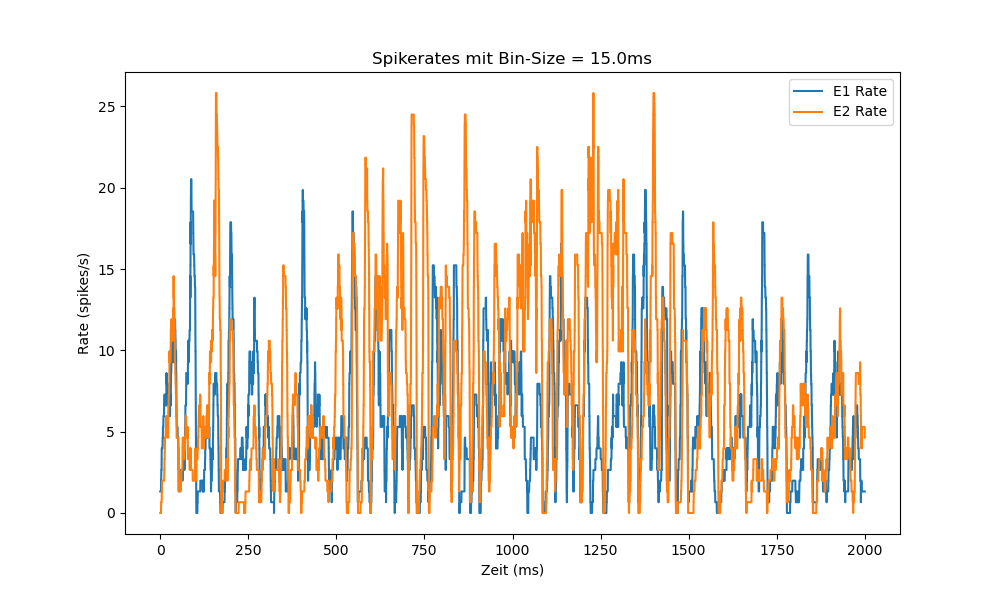 Spikerates mit Bin-Size = 15.0ms
E1 Rate
E2 Rate
Rate (spikes/s)
25
20
15
10
5
0
0 250 500 750 1000 1250 1500 1750 2000
Zeit (ms)